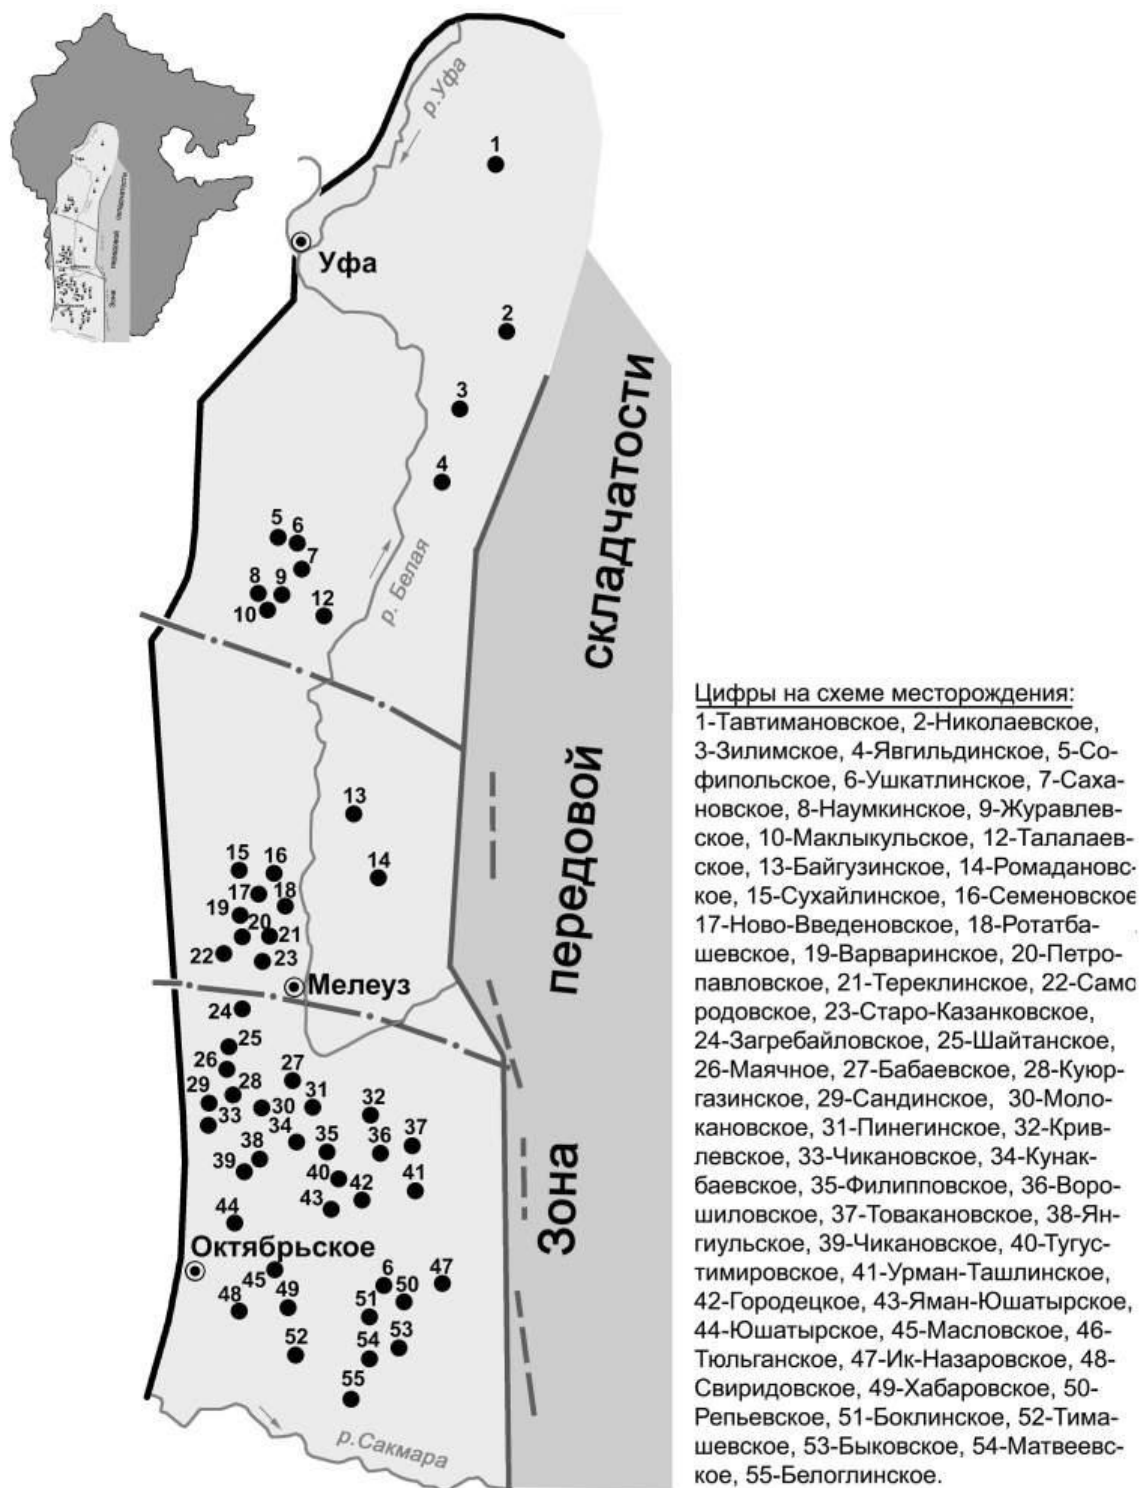 р.Уфа
1
Уфа
2
3
4
5
6
7
8
9
10
12
р. Белая
складчатости
передовой
Зона
13
14
15
16
17
18
19
20
21
22
23
Мелеуз
24
25
26
27
28
29
30
31
32
33
34
35
36
37
38
39
40
41
42
43
44
Октябрьское
45
6
47
48
49
50
51
52
53
54
55
р.Сакмара
Цифры на схеме месторождения:
1-Тавтимановское, 2-Николаевское,
3-Зилимское, 4-Явгильдинское, 5-Со-
фипольское, 6-Ушкатлинское, 7-Саха-
новское, 8-Наумкинское, 9-Журавлев-
ское, 10-Маклыкульское, 12-Талалаев-
ское, 13-Байгузинское, 14-Ромадановс-
кое, 15-Сухайлинское, 16-Семеновское
17-Ново-Введеновское, 18-Ротатба-
шевское, 19-Варваринское, 20-Петро-
павловское, 21-Тереклинское, 22-Само
родовское, 23-Старо-Казанковское,
24-Загребайловское, 25-Шайтанское,
26-Маячное, 27-Бабаевское, 28-Куюр-
газинское, 29-Сандинское, 30-Моло-
кановское, 31-Пинегинское, 32-Крив-
левское, 33-Чикановское, 34-Кунак-
баевское, 35-Филипповское, 36-Воро-
шиловское, 37-Товакановское, 38-Ян-
гиульское, 39-Чикановское, 40-Тугус-
тимировское, 41-Урман-Ташлинское,
42-Городецкое, 43-Яман-Юшатырское,
44-Юшатырское, 45-Масловское, 46-
Тюльганское, 47-Ик-Назаровское, 48-
Свиридовское, 49-Хабаровское, 50-
Репьевское, 51-Боклинское, 52-Тима-
шевское, 53-Быковское, 54-Матвеевс-
кое, 55-Белоглинское.